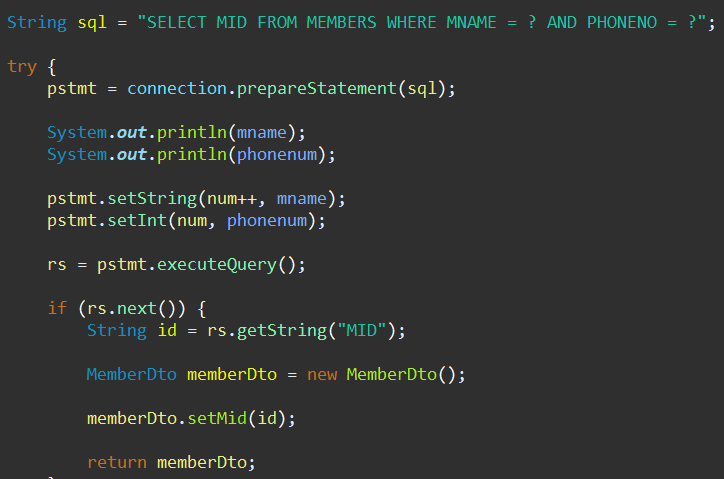 String sql = "SELECT MID FROM MEMBERS WHERE MNAME = ? AND PHONENO = ?";
try {
pstmt = connection.prepareStatement(sql);
System.out.println(mname);
System.out.println(phonenum);
pstmt.setString(num++, mname);
pstmt.setInt(num, phonenum);
rs = pstmt.executeQuery();
if (rs.next()) {
String id = rs.getString("MID");
MemberDto memberDto = new MemberDto();
memberDto.setMid(id);
return memberDto;